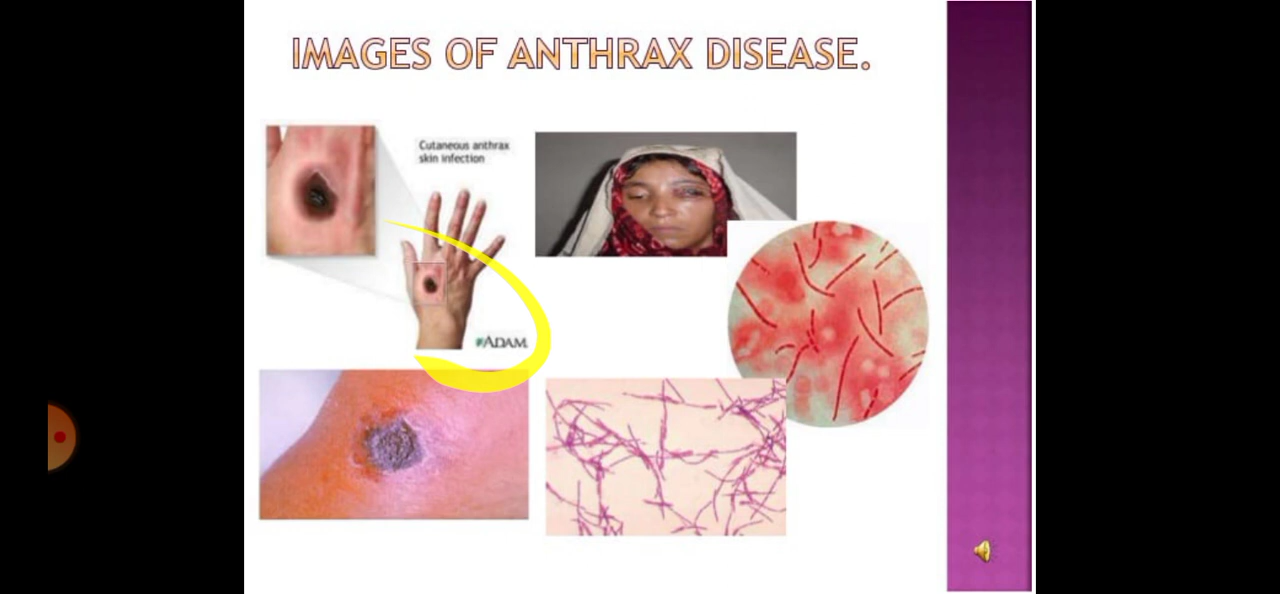 IMAGES OF ANTHRAX DISEASE.
Cutaneous anthrax
skin infection
ADAM